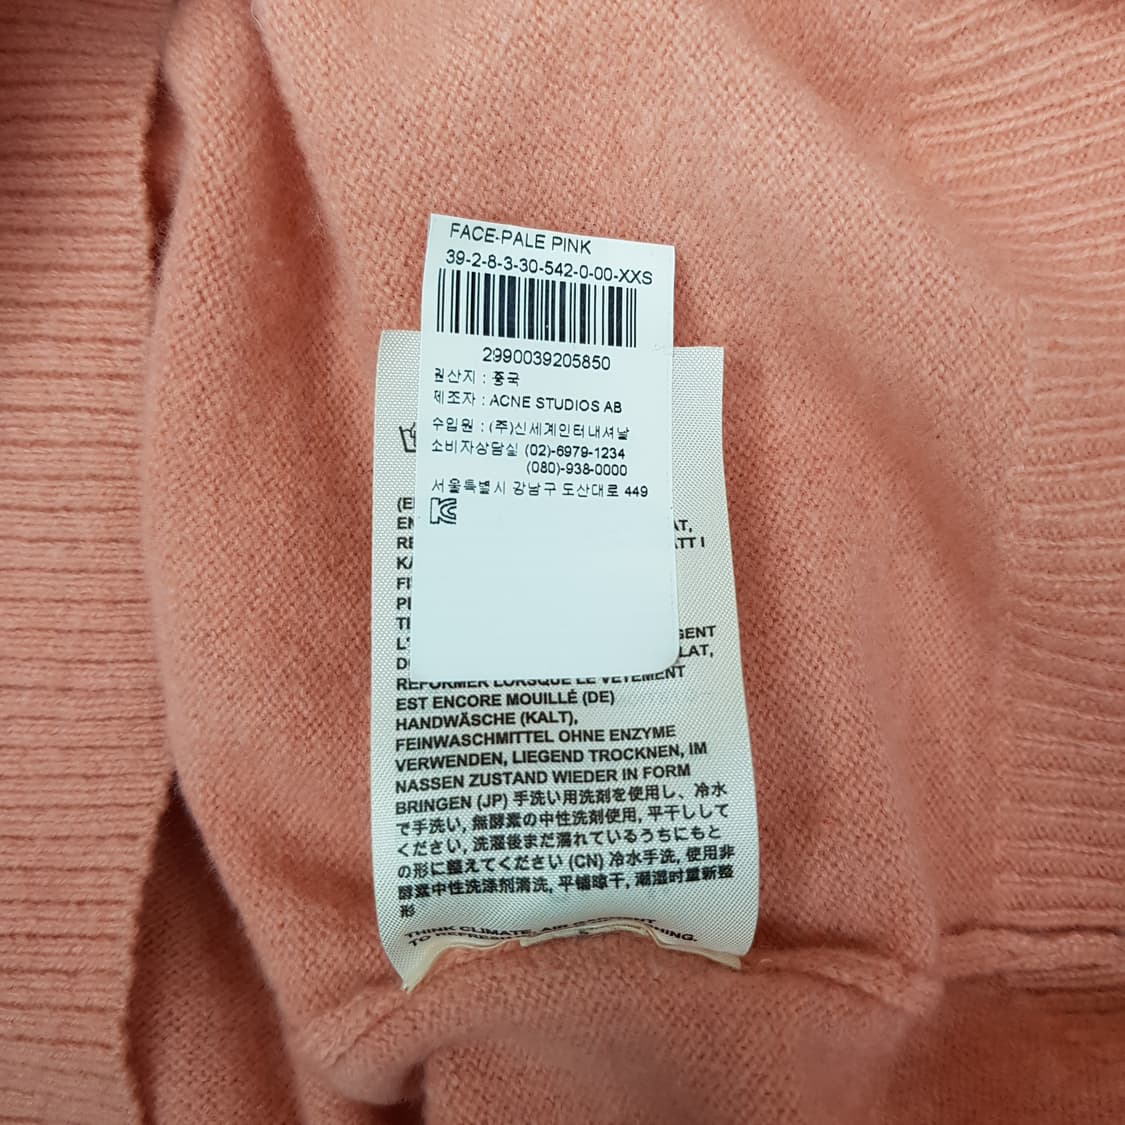 FACE-PALE PINK
39-2-8-3-30-542-0-00-XXS
2990039205850
원산지 : 중국
제조자 : ACNE STUDIOS AB
수입원 : (주)신세계인터내셔날
소비자상담실 (02)-6979-1234
(080)-938-0000
서울특별시 강남구 도산대로 449
REFORMER LORSQUE LE VETEMENT
EST ENCORE MOUILLÉ (DE)
HANDWÄSCHE (KALT),
FEINWASCHMITTEL OHNE ENZYME
VERWENDEN, LIEGEND TROCKNEN, IM
NASSEN ZUSTAND WIEDER IN FORM
BRINGEN (JP) 手洗い用洗剤を使用し、冷水
で手洗い, 無酵素の中性洗剤使用, 平干しして
ください, 洗濯後まだ濡れているうちにもと
の形に整えてください (CN) 冷水手洗, 使用非
酵素中性洗涤剂清洗, 平铺晾干, 潮湿时重新整
形
THINK CLIMATE, AIR GARMENT